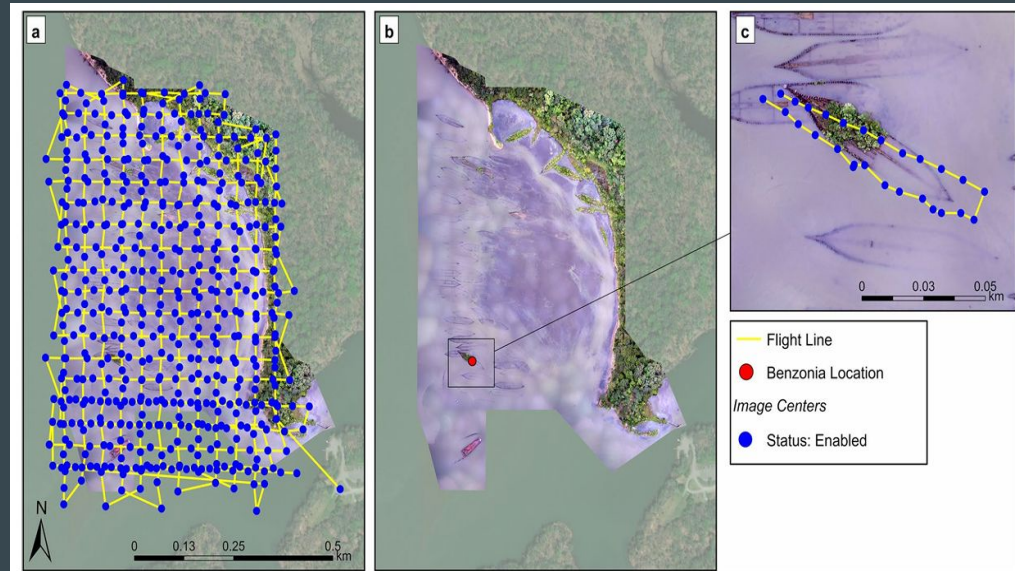 a
b
c
N
0 0.13 0.25 0.5
km
0 0.03 0.05
km
Flight Line
Benzonia Location
Image Centers
Status: Enabled